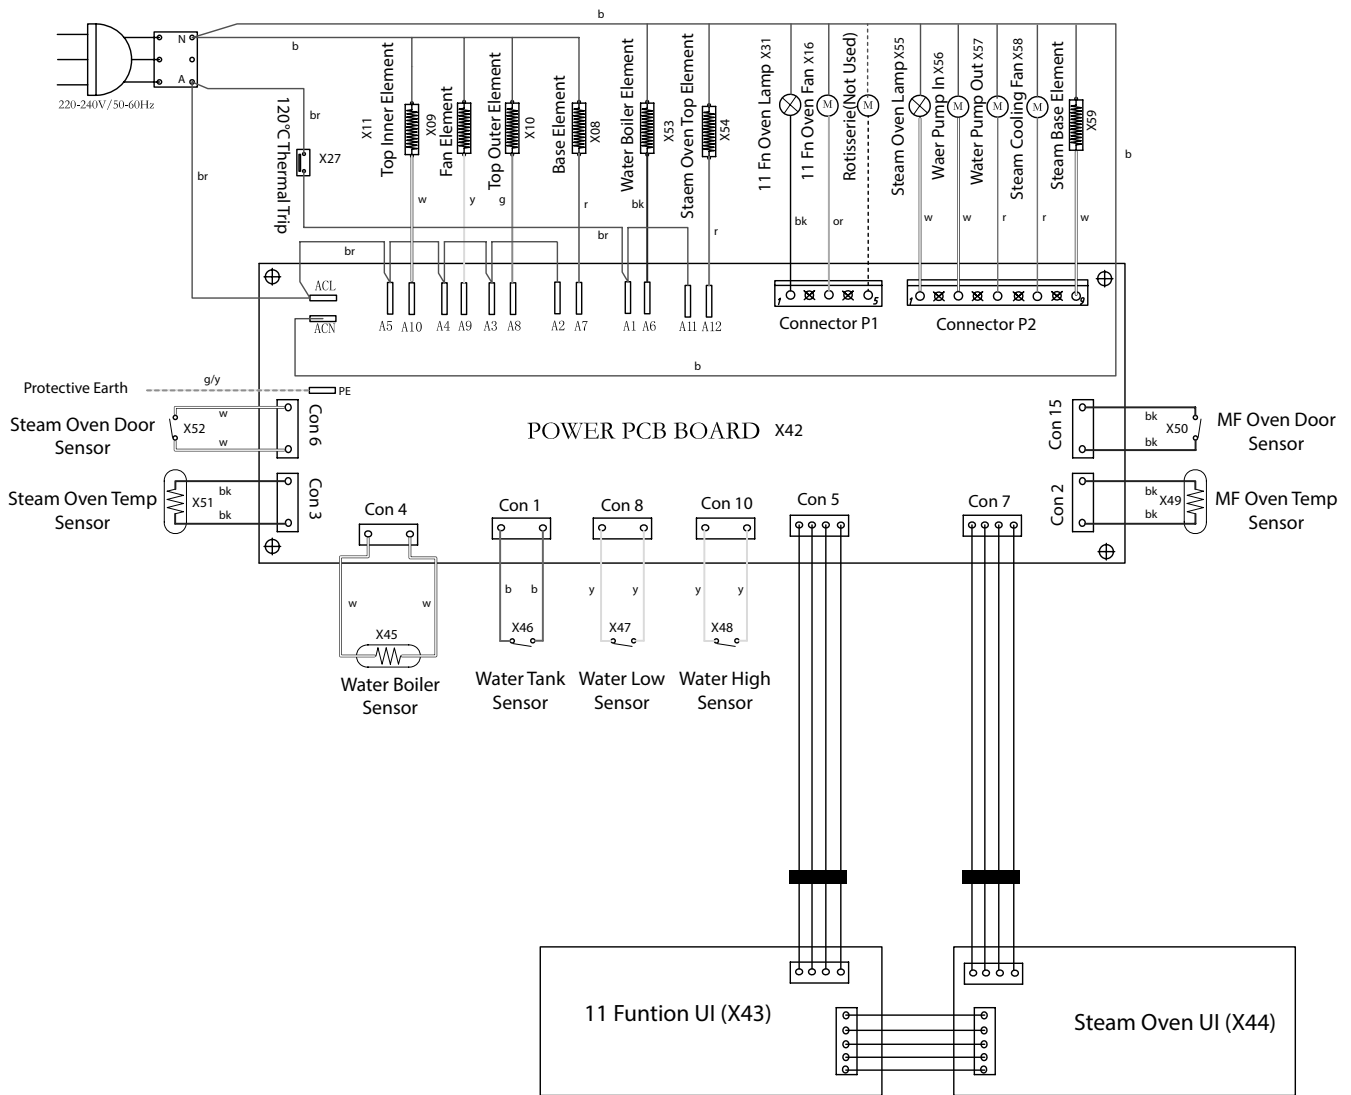 b
N
b
A
220-240V/50-60Hz
br
br
120°C Thermal Trip
X27
X11
Top Inner Element
w
X09
Fan Element
y
Top Outer Element
X10
g
Base Element
X08
r
Water Boiler Element
X53
bk
Staem Oven Top Element
X54
r
11 Fn Oven Lamp X31
bk
11 Fn Oven Fan X16
M
or
Rotisserie(Not Used)
M
Steam Oven Lamp X55
w
Waer Pump In X56
M
w
Water Pump Out X57
M
r
Steam Cooling Fan X58
M
r
Steam Base Element
X59
w
b
br
br
ACL
ACN
A5
A10
A4
A9
A3
A8
A2
A7
A1
A6
A11
A12
1
5
Connector P1
1
9
Connector P2
b
Protective Earth
g/y
PE
Steam Oven Door
Sensor
X52
w
w
Con 6
Steam Oven Temp
Sensor
X51
bk
bk
Con 3
POWER PCB BOARD X42
Con 15
bk
bk
X50
MF Oven Door
Sensor
Con 2
bk
bk
X49
MF Oven Temp
Sensor
Con 4
Con 1
Con 8
Con 10
Con 5
Con 7
w
w
b
b
y
y
y
y
X45
X46
X47
X48
Water Boiler
Sensor
Water Tank
Sensor
Water Low
Sensor
Water High
Sensor
11 Funtion UI (X43)
Steam Oven UI (X44)